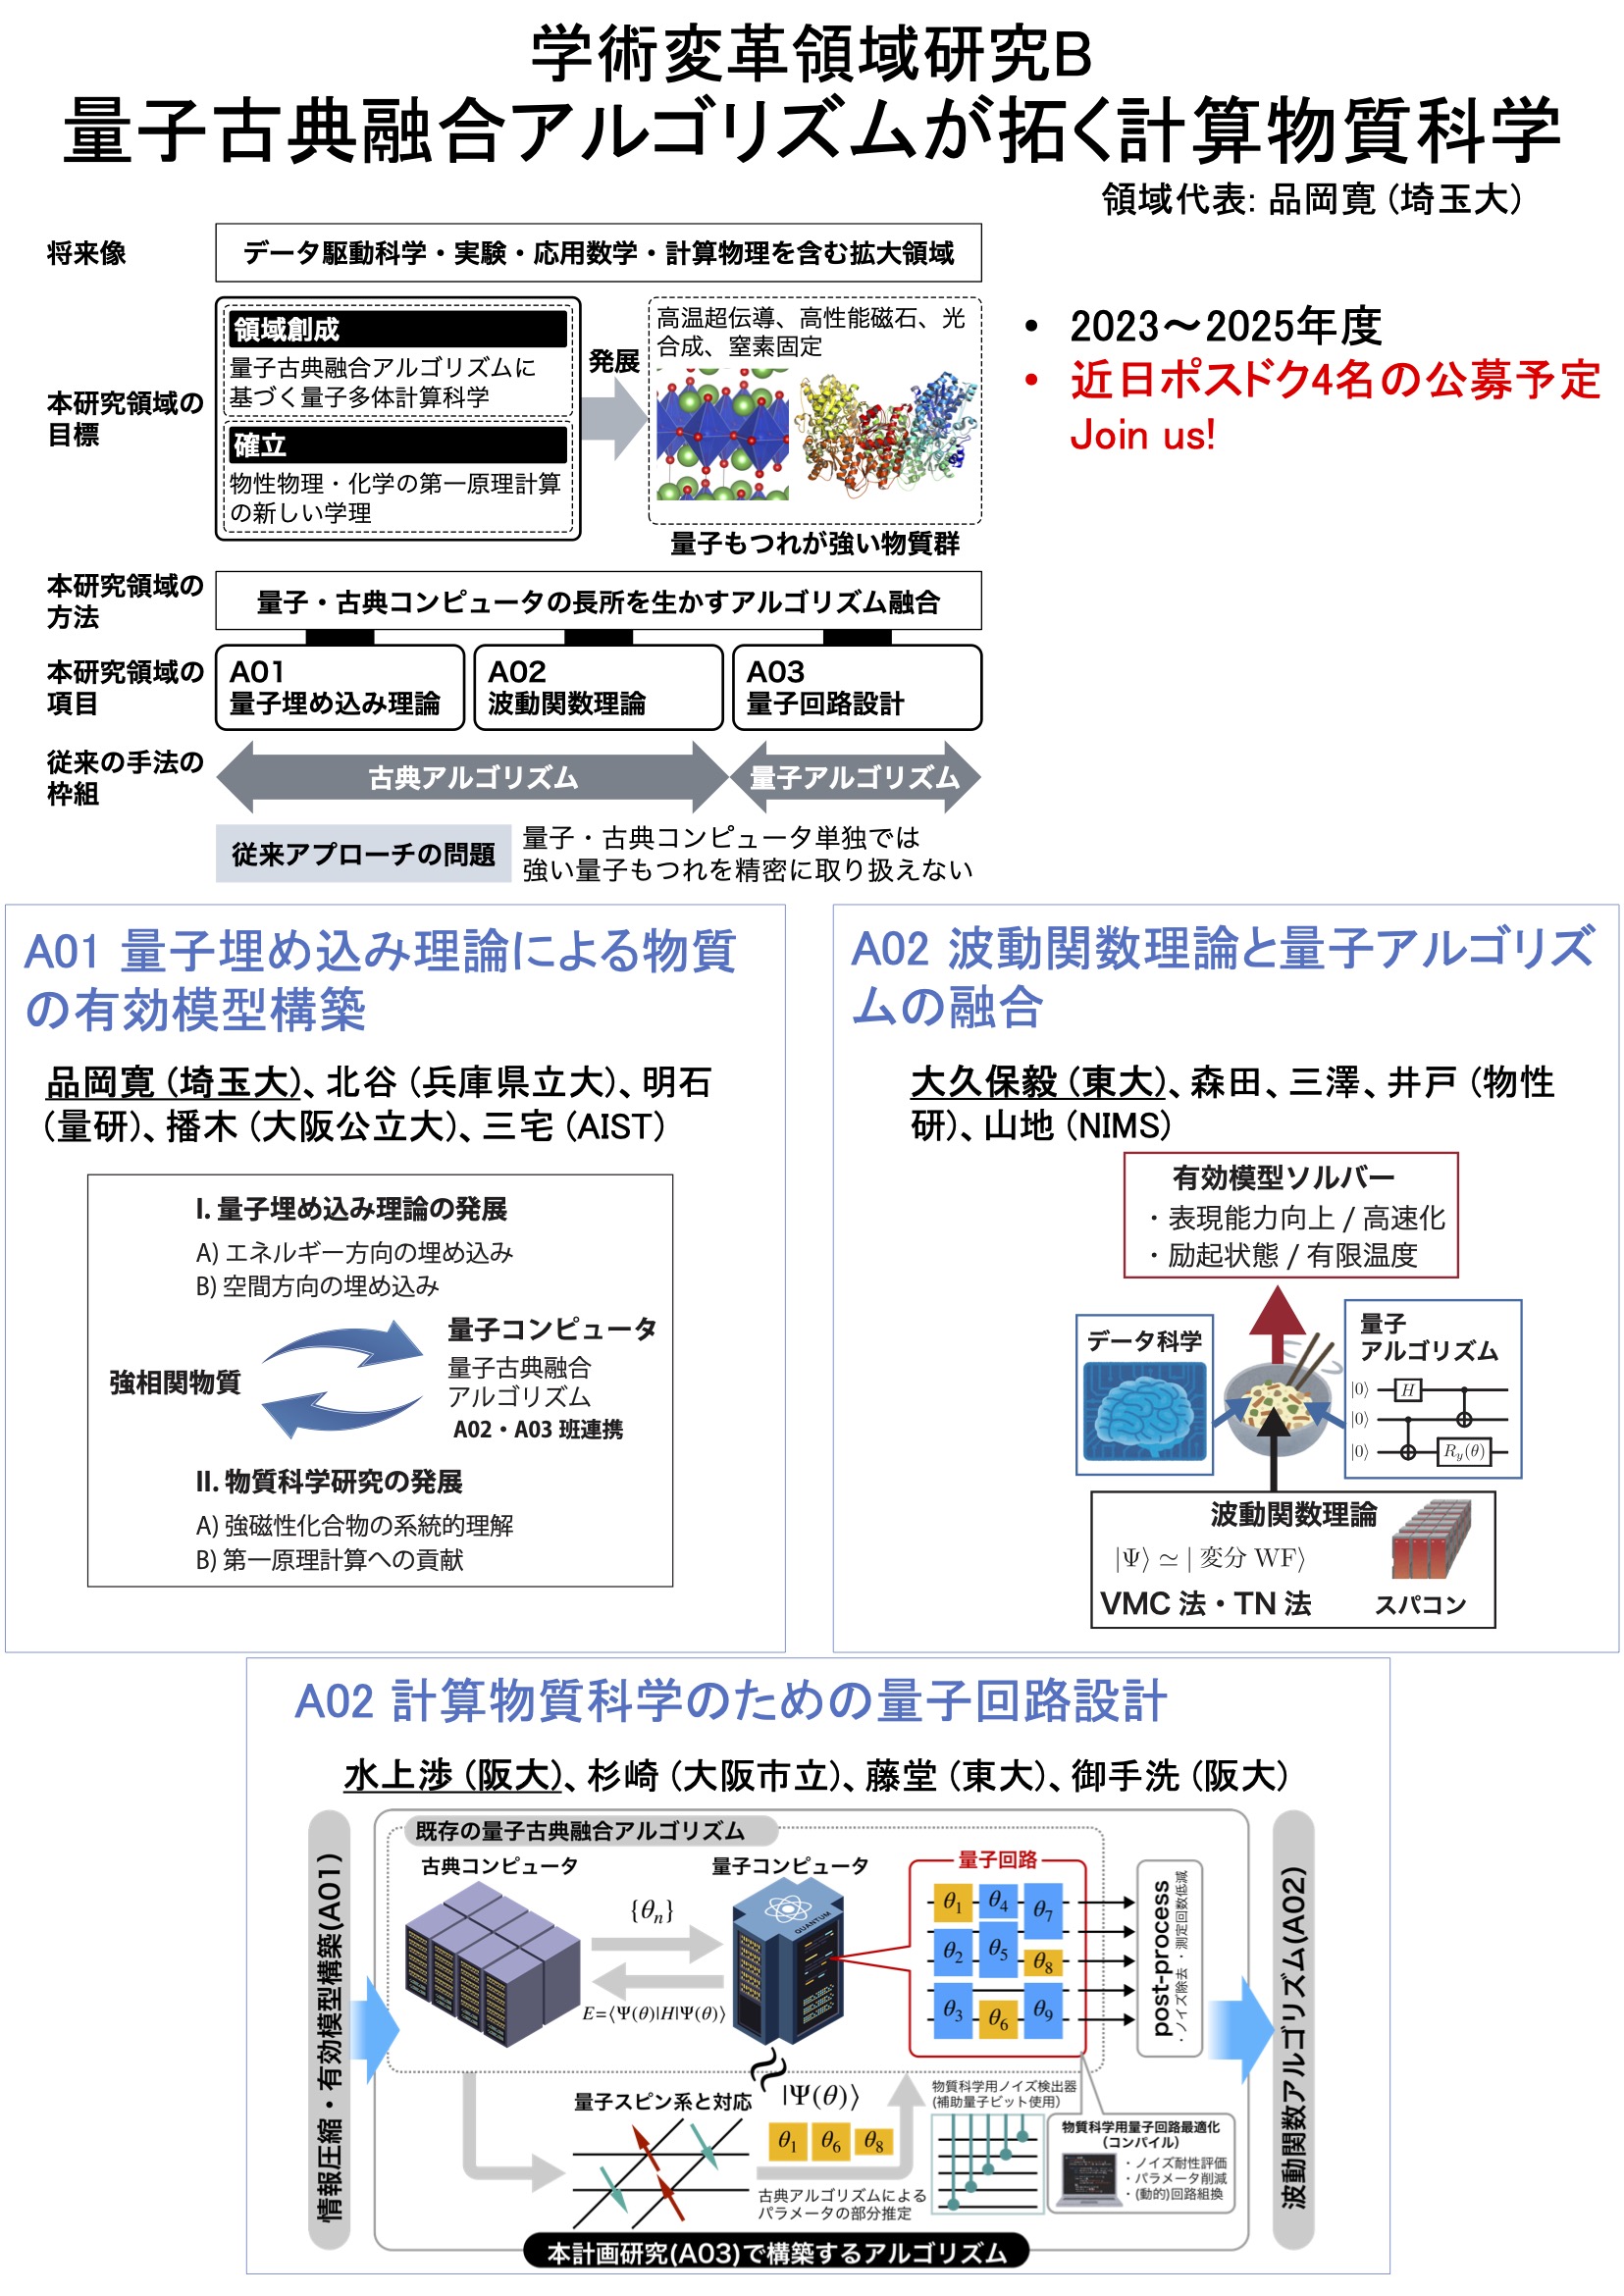 学術変革領域研究B
量子古典融合アルゴリズムが拓く計算物質科学
領域代表: 品岡寛 (埼玉大)
将来像
データ駆動科学・実験・応用数学・計算物理を含む拡大領域
本研究領域の
目標
領域創成
量子古典融合アルゴリズムに
基づく量子多体計算科学
確立
物性物理・化学の第一原理計算
の新しい学理
発展
高温超伝導、高性能磁石、光
合成、窒素固定
量子もつれが強い物質群
• 2023〜2025年度
• 近日ポスドク4名の公募予定
Join us!
本研究領域の
方法
量子・古典コンピュータの長所を生かすアルゴリズム融合
本研究領域の
項目
A01
量子埋め込み理論
A02
波動関数理論
A03
量子回路設計
従来の手法の
枠組
古典アルゴリズム
量子アルゴリズム
従来アプローチの問題
量子・古典コンピュータ単独では
強い量子もつれを精密に取り扱えない
A01 量子埋め込み理論による物質
の有効模型構築
品岡寛 (埼玉大)、北谷 (兵庫県立大)、明石
(量研)、播木 (大阪公立大)、三宅 (AIST)
I. 量子埋め込み理論の発展
A) エネルギー方向の埋め込み
B) 空間方向の埋め込み
強相関物質
量子コンピュータ
量子古典融合
アルゴリズム
A02・A03 班連携
II. 物質科学研究の発展
A) 強磁性化合物の系統的理解
B) 第一原理計算への貢献
A02 波動関数理論と量子アルゴリズ
ムの融合
大久保毅 (東大)、森田、三澤、井戸 (物性
研)、山地 (NIMS)
有効模型ソルバー
・表現能力向上 / 高速化
・励起状態 / 有限温度
データ科学
量子
アルゴリズム
|0⟩ H
|0⟩
|0⟩ R_y(θ)
波動関数理論
|Ψ⟩ ≃ | 変分 WF⟩
VMC 法・TN 法
スパコン
A02 計算物質科学のための量子回路設計
水上渉 (阪大)、杉崎 (大阪市立)、藤堂 (東大)、御手洗 (阪大)
情報圧縮・有効模型構築(A01)
既存の量子古典融合アルゴリズム
古典コンピュータ
量子コンピュータ
{θ_n}
E=⟨Ψ(θ)|H|Ψ(θ)⟩
QUANTUM
量子回路
θ_1 θ_4 θ_7
θ_2 θ_5 θ_8
θ_3 θ_6 θ_9
post-process
・ノイズ除去 ・測定回数低減
波動関数アルゴリズム(A02)
量子スピン系と対応
|Ψ(θ)⟩
θ_1 θ_6 θ_8
古典アルゴリズムによる
パラメータの部分推定
物質科学用ノイズ検出器
(補助量子ビット使用)
物質科学用量子回路最適化
(コンパイル)
・ノイズ耐性評価
・パラメータ削減
・(動的)回路組換
本計画研究(A03)で構築するアルゴリズム